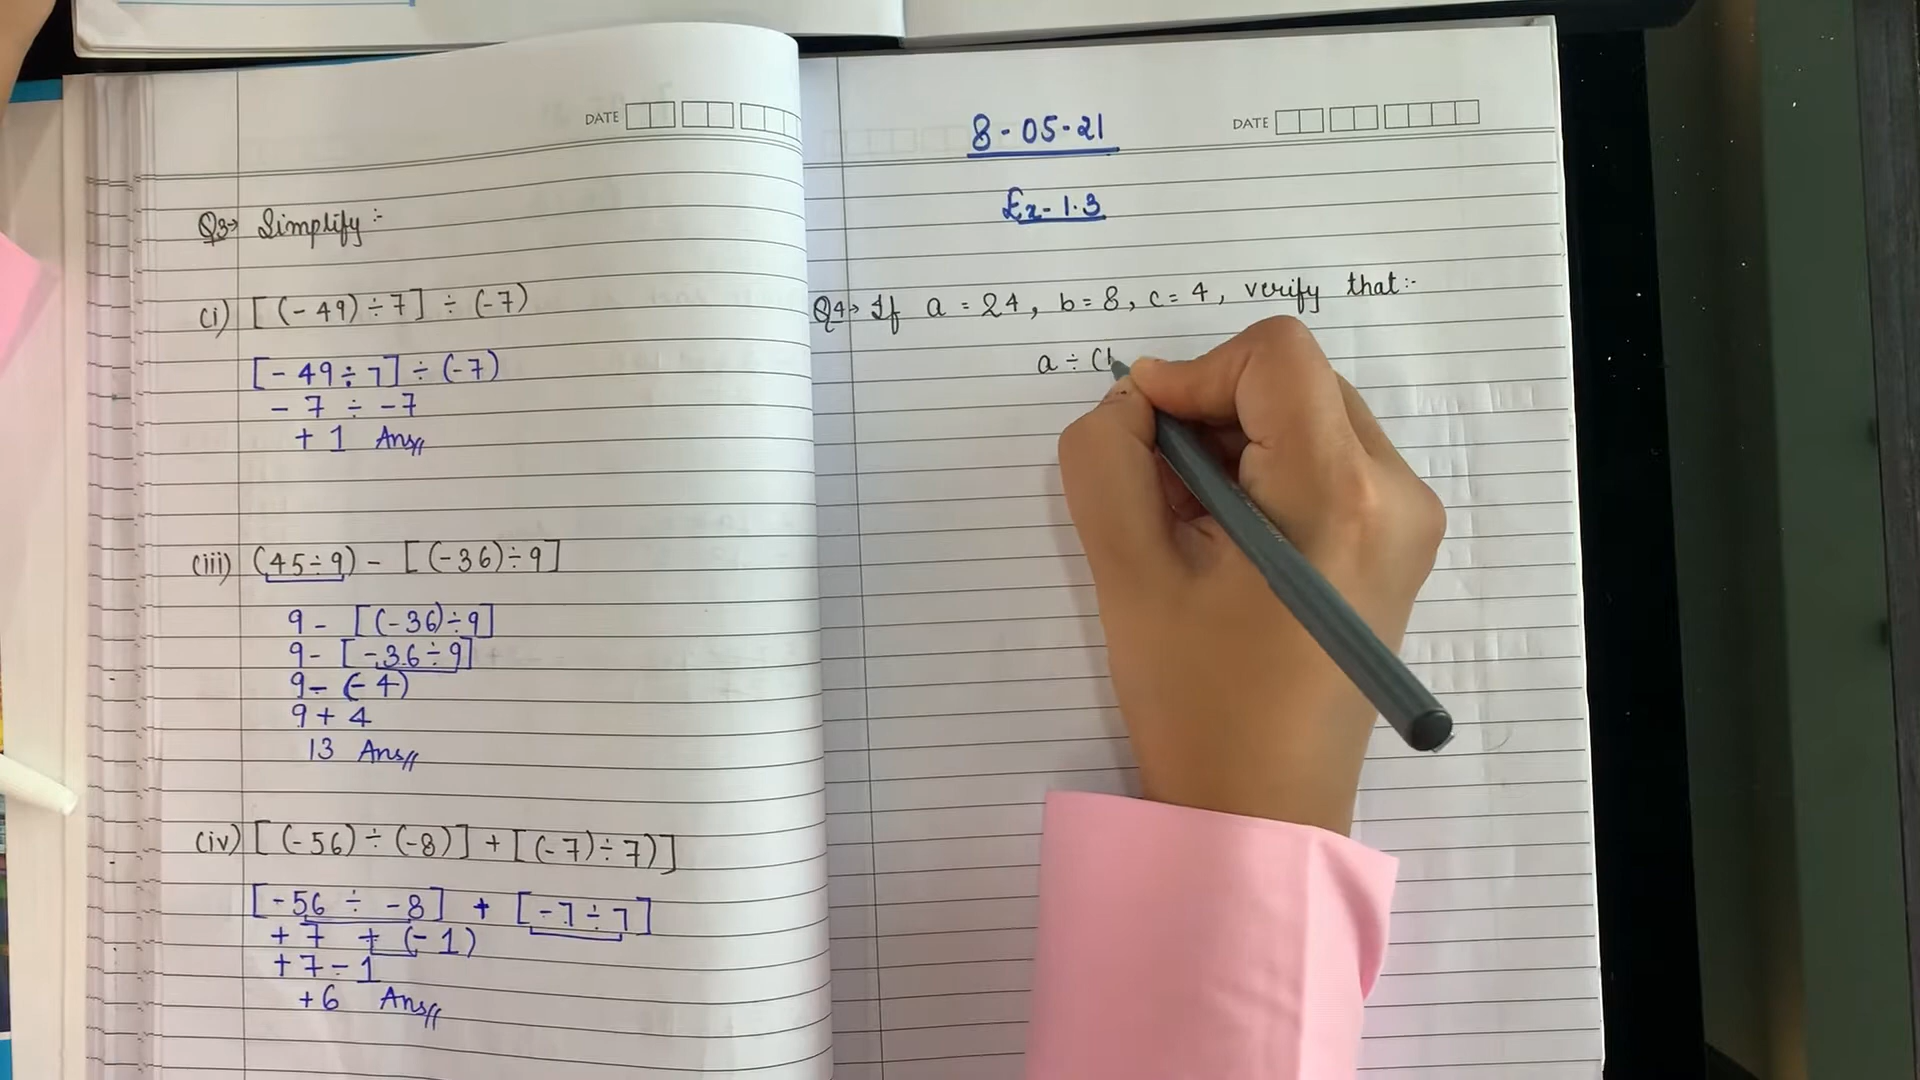 DATE
Q3→ Simplify :-
(i) [(-49) ÷ 7] ÷ (-7)
[-49 ÷ 7] ÷ (-7)
- 7 ÷ -7
+ 1 Ans//
(iii) (45÷9) - [(-36)÷9]
9 - [(-36)÷9]
9 - [-36÷9]
9 - (-4)
9 + 4
13 Ans//
(iv) [(-56) ÷ (-8)] + [(-7)÷7)]
[-56 ÷ -8] + [-7÷7]
+ 7 + (-1)
+7-1
+6 Ans//
8-05-21
DATE
Ex-1.3
Q4→ If a = 24, b = 8, c = 4, verify that:-
a ÷ (